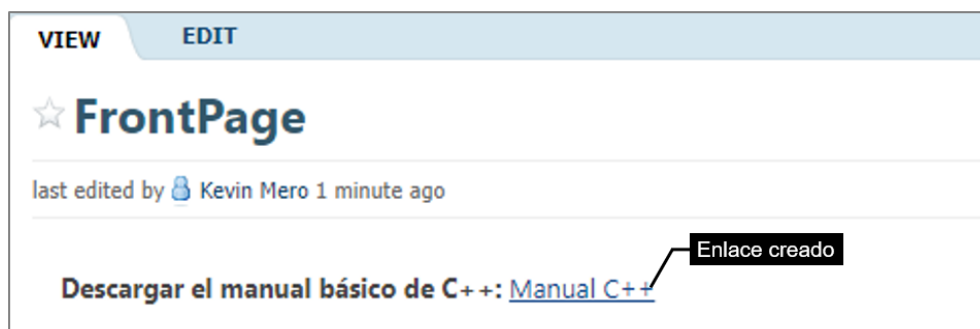 VIEW EDIT
FrontPage
last edited by Kevin Mero 1 minute ago
Enlace creado
Descargar el manual básico de C++: Manual C++